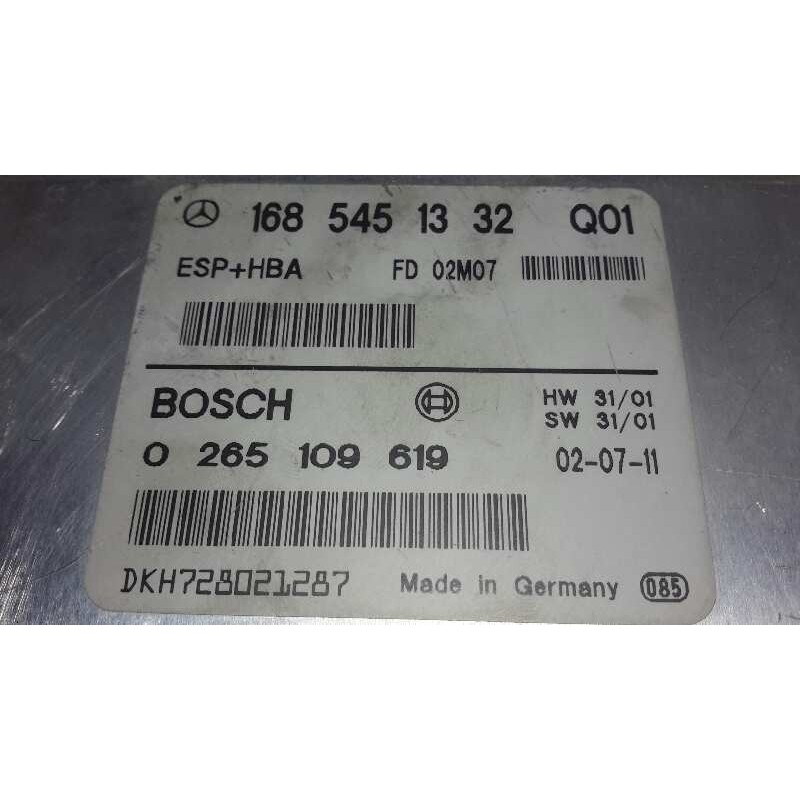 168 545 13 32 Q01
ESP+HBA FD 02M07
BOSCH HW 31/01
SW 31/01
0 265 109 619 02-07-11
DKH728021287 Made in Germany 085